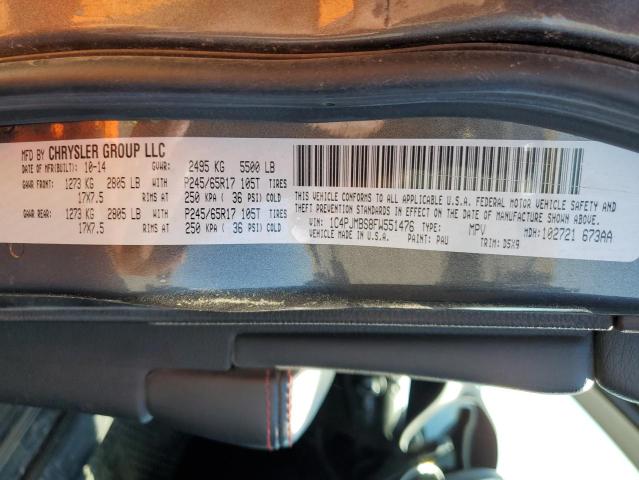 MFD BY CHRYSLER GROUP LLC
DATE OF MFR(BUILT): 10-14 GVWR: 2495 KG 5500 LB
GAWR FRONT: 1273 KG 2805 LB WITH P245/65R17 105T TIRES
17X7.5 RIMS AT 250 KPA ( 36 PSI) COLD
GAWR REAR: 1273 KG 2805 LB WITH P245/65R17 105T TIRES
17X7.5 RIMS AT 250 KPA ( 36 PSI) COLD
THIS VEHICLE CONFORMS TO ALL APPLICABLE U.S.A. FEDERAL MOTOR VEHICLE SAFETY AND
THEFT PREVENTION STANDARDS IN EFFECT ON THE DATE OF MANUFACTURE SHOWN ABOVE.
VIN: 1C4PJMBS8FW551476 TYPE: MPV MDH: 102721 673AA
VEHICLE MADE IN U.S.A. PAINT: PAU TRIM: D5X9